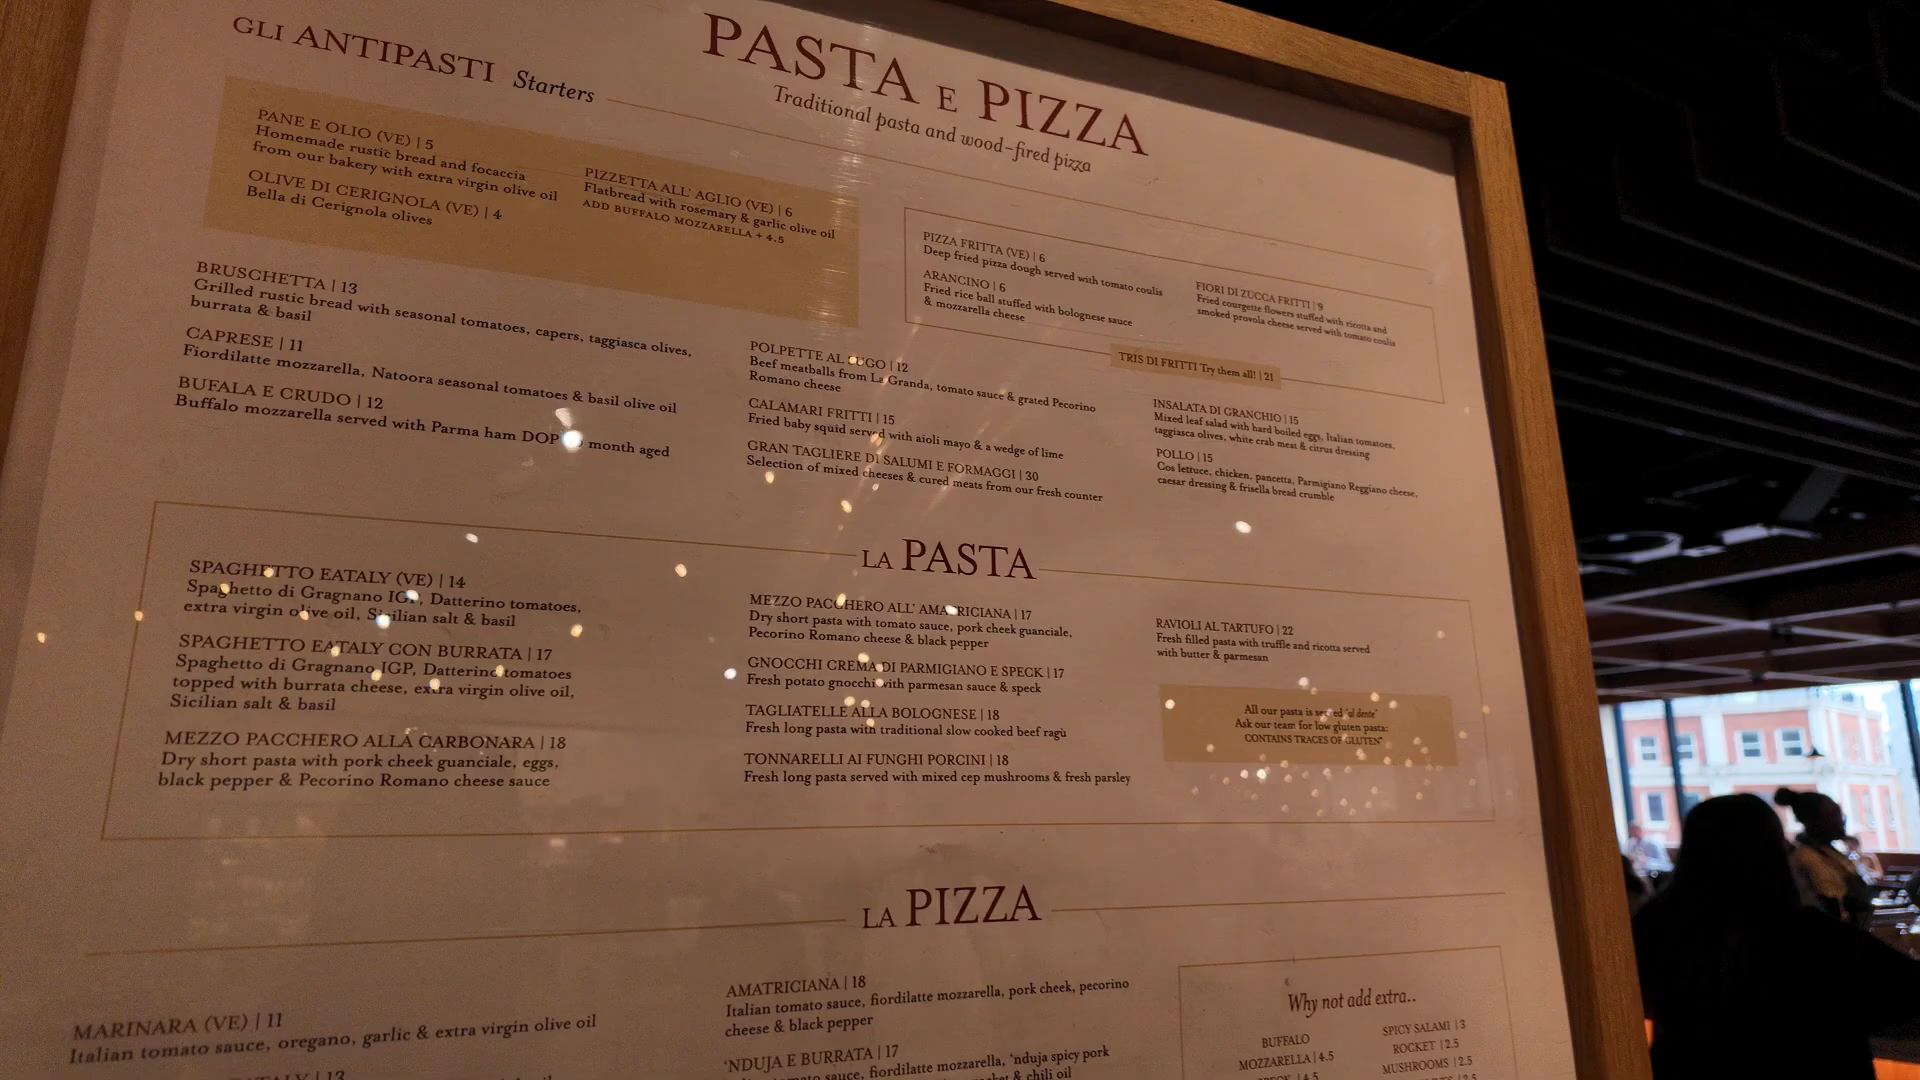 GLI ANTIPASTI Starters
PASTA E PIZZA
Traditional pasta and wood-fired pizza
PANE E OLIO (VE) | 5
Homemade rustic bread and focaccia
from our bakery with extra virgin olive oil
OLIVE DI CERIGNOLA (VE) | 4
Bella di Cerignola olives
PIZZETTA ALL' AGLIO (VE) | 6
Flatbread with rosemary & garlic olive oil
ADD BUFFALO MOZZARELLA + 4.5
BRUSCHETTA | 13
Grilled rustic bread with seasonal tomatoes, capers, taggiasca olives,
burrata & basil
CAPRESE | 11
Fiordilatte mozzarella, Natoora seasonal tomatoes & basil olive oil
BUFALA E CRUDO | 12
Buffalo mozzarella served with Parma ham DOP month aged
PIZZA FRITTA (VE) | 6
Deep fried pizza dough served with tomato coulis
ARANCINO | 6
Fried rice ball stuffed with bolognese sauce
& mozzarella cheese
FIORI DI ZUCCA FRITTI | 9
Fried courgette flowers stuffed with ricotta and
smoked provola cheese served with tomato coulis
TRIS DI FRITTI Try them all! | 21
POLPETTE AL SUGO | 12
Beef meatballs from La Granda, tomato sauce & grated Pecorino
Romano cheese
CALAMARI FRITTI | 15
Fried baby squid served with aioli mayo & a wedge of lime
GRAN TAGLIERE DI SALUMI E FORMAGGI | 30
Selection of mixed cheeses & cured meats from our fresh counter
INSALATA DI GRANCHIO | 15
Mixed leaf salad with hard boiled eggs, Italian tomatoes,
taggiasca olives, white crab meat & citrus dressing
POLLO | 15
Cos lettuce, chicken, pancetta, Parmigiano Reggiano cheese,
caesar dressing & frisella bread crumble
LA PASTA
SPAGHETTO EATALY (VE) | 14
Spaghetto di Gragnano IGP, Datterino tomatoes,
extra virgin olive oil, Sicilian salt & basil
SPAGHETTO EATALY CON BURRATA | 17
Spaghetto di Gragnano IGP, Datterino tomatoes
topped with burrata cheese, extra virgin olive oil,
Sicilian salt & basil
MEZZO PACCHERO ALLA CARBONARA | 18
Dry short pasta with pork cheek guanciale, eggs,
black pepper & Pecorino Romano cheese sauce
MEZZO PACCHERO ALL' AMATRICIANA | 17
Dry short pasta with tomato sauce, pork cheek guanciale,
Pecorino Romano cheese & black pepper
GNOCCHI CREMA DI PARMIGIANO E SPECK | 17
Fresh potato gnocchi with parmesan sauce & speck
TAGLIATELLE ALLA BOLOGNESE | 18
Fresh long pasta with traditional slow cooked beef ragù
TONNARELLI AI FUNGHI PORCINI | 18
Fresh long pasta served with mixed cep mushrooms & fresh parsley
RAVIOLI AL TARTUFO | 22
Fresh filled pasta with truffle and ricotta served
with butter & parmesan
All our pasta is served 'al dente'
Ask our team for low gluten pasta:
CONTAINS TRACES OF GLUTEN*
LA PIZZA
MARINARA (VE) | 11
Italian tomato sauce, oregano, garlic & extra virgin olive oil
EATALY | 13
AMATRICIANA | 18
Italian tomato sauce, fiordilatte mozzarella, pork cheek, pecorino
cheese & black pepper
'NDUJA E BURRATA | 17
tomato sauce, fiordilatte mozzarella, 'nduja spicy pork
& chili oil
Why not add extra..
BUFFALO
MOZZARELLA | 4.5
SPICY SALAMI | 3
ROCKET | 2.5
MUSHROOMS | 2.5